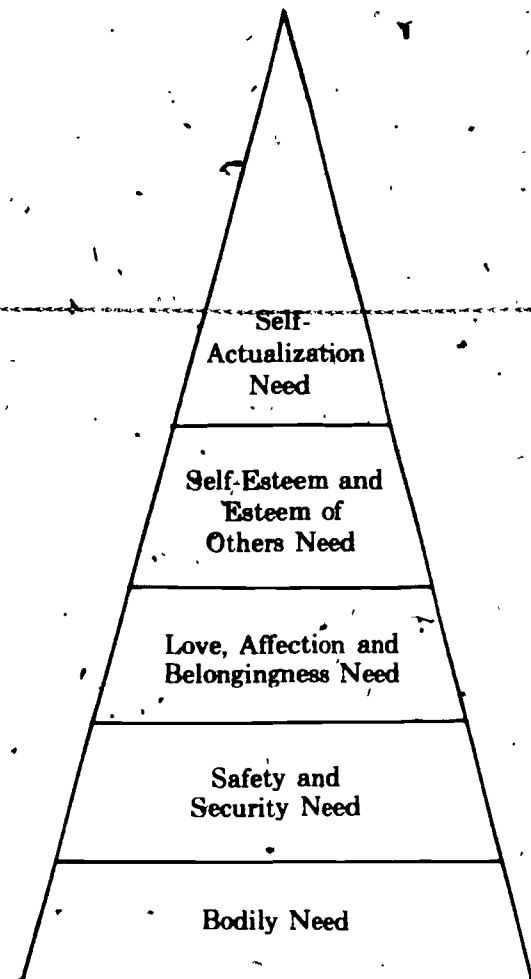 Self-
Actualization
Need
Self-Esteem and
Esteem of
Others Need
Love, Affection and
Belongingness Need
Safety and
Security Need
Bodily Need